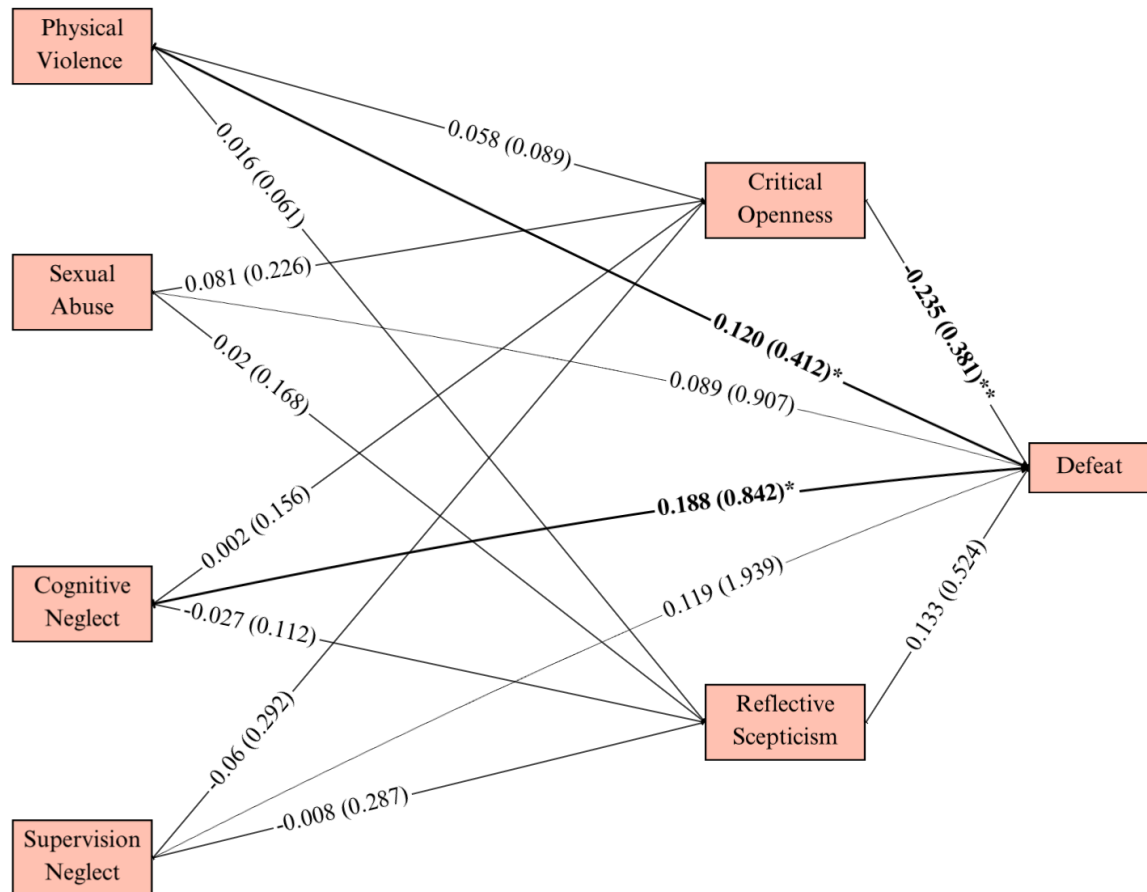 Physical
Violence
0.058 (0.089)
0.016 (0.061)
Critical
Openness
Sexual
Abuse
0.081 (0.226)
0.02 (0.168)
0.120 (0.412)*
0.089 (0.907)
-0.235 (0.381)**
Defeat
0.002 (0.156)
0.188 (0.842)*
Cognitive
Neglect
-0.027 (0.112)
0.119 (1.939)
0.133 (0.524)
Reflective
Scepticism
-0.06 (0.292)
-0.008 (0.287)
Supervision
Neglect